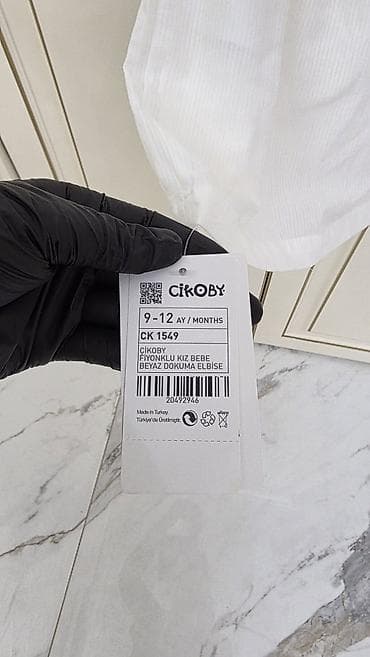 CİKOBY
9-12 AY / MONTHS
CK 1549
ÇİKOBY
FİYONKLU KIZ BEBE
BEYAZ DOKUMA ELBİSE
20492946
Made in Turkey
Türkiye'de Üretilmiştir.